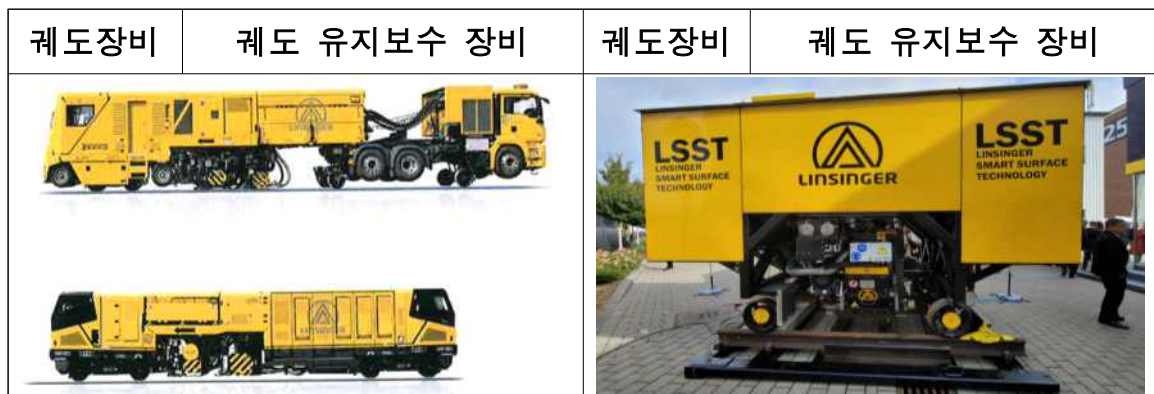 궤도장비 궤도 유지보수 장비 궤도장비 궤도 유지보수 장비
LINSINGER
LINSINGER
LSST
LINSINGER
SMART SURFACE
TECHNOLOGY
LINSINGER
LSST
LINSINGER
SMART SURFACE
TECHNOLOGY
25